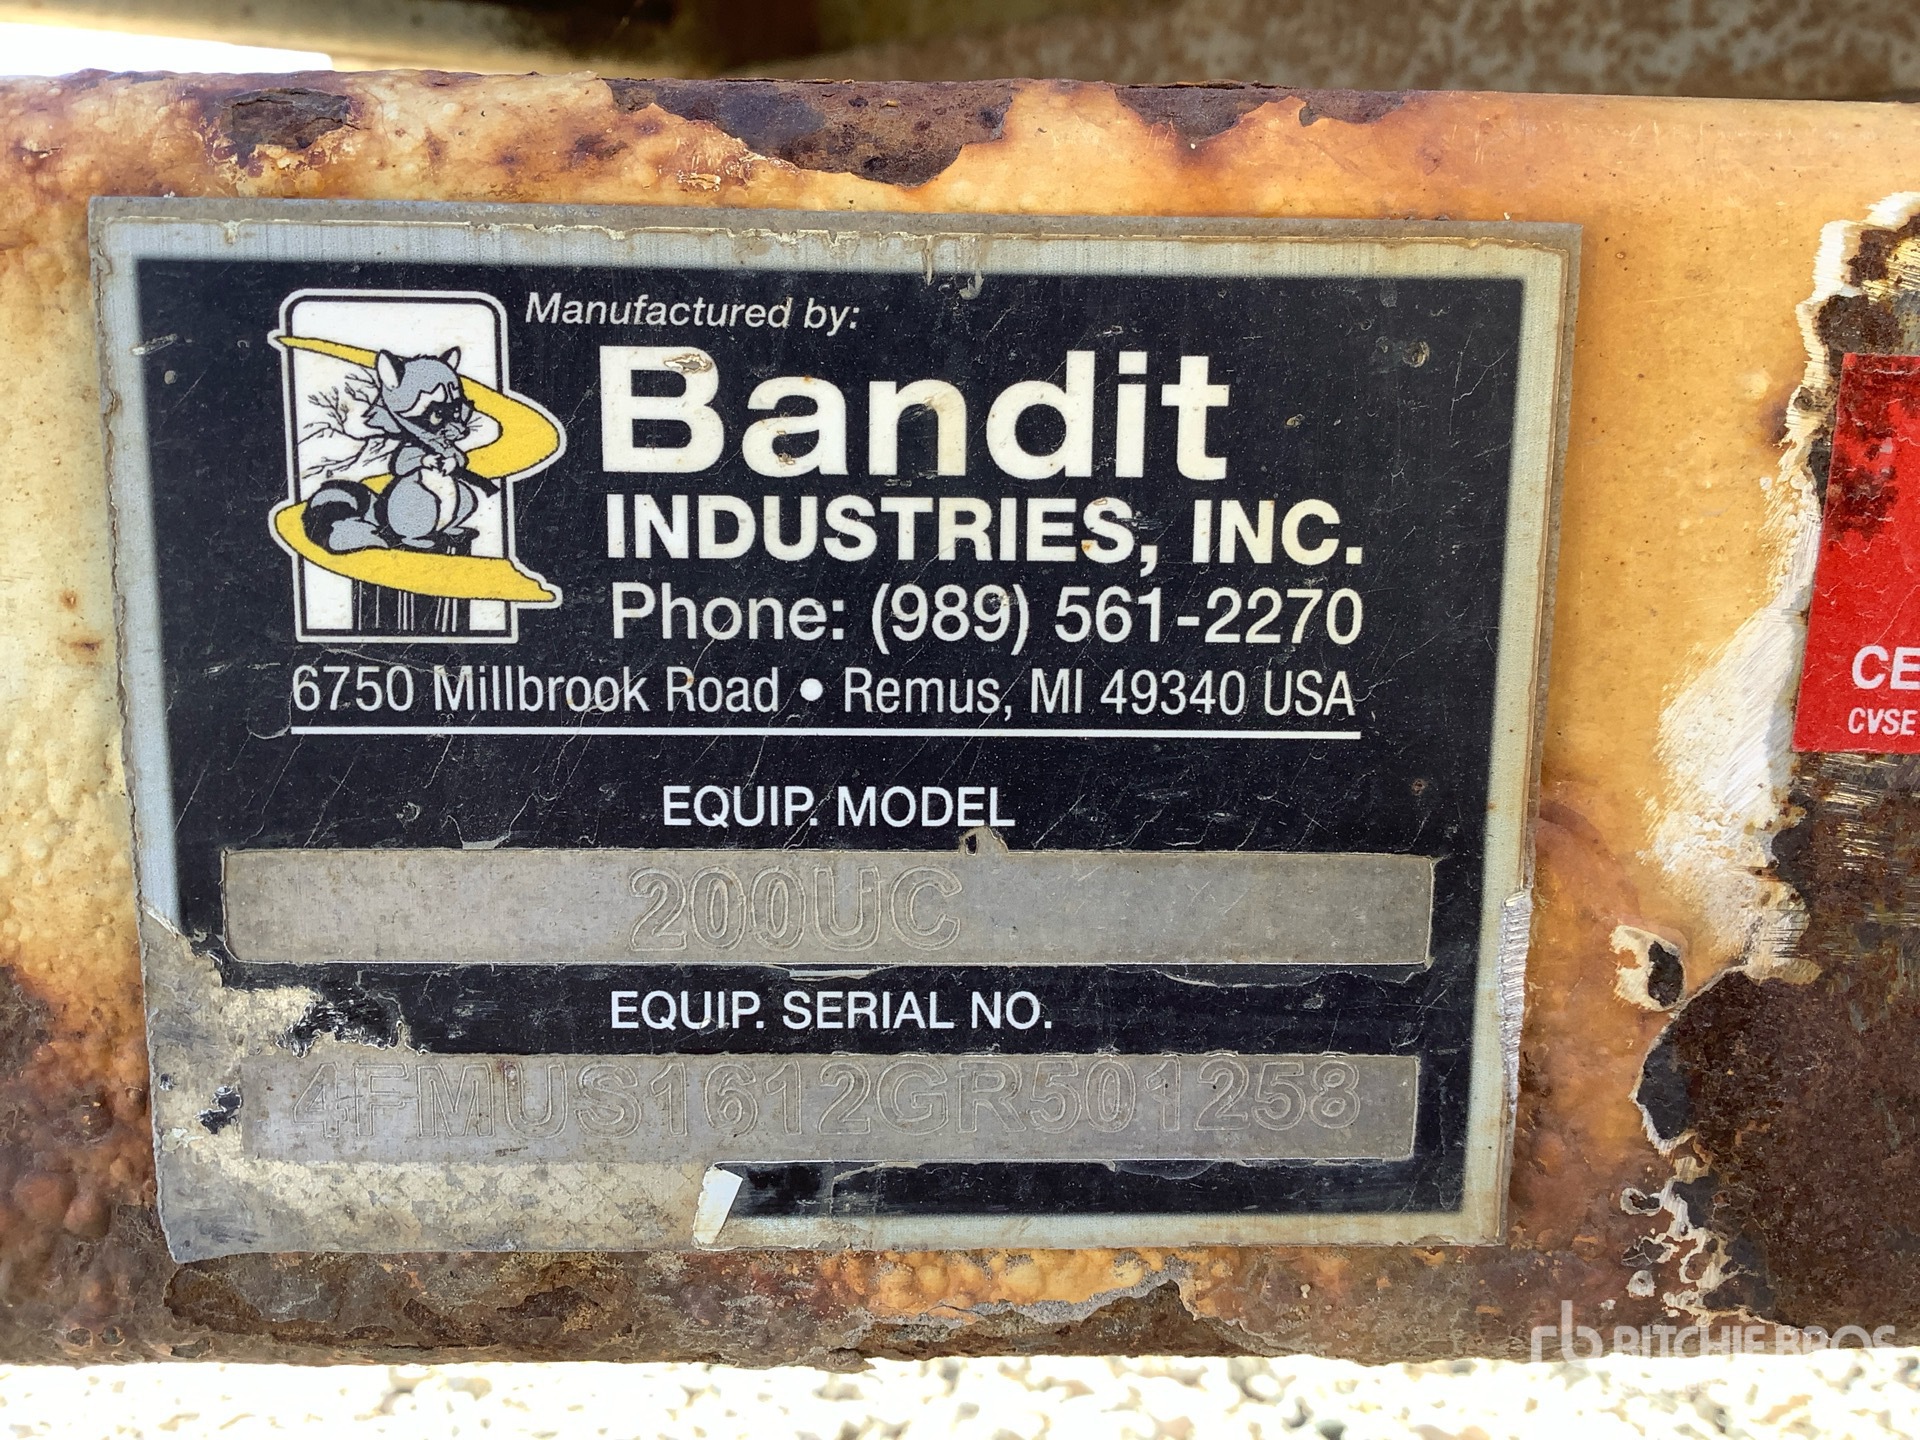 Manufactured by:
Bandit
INDUSTRIES, INC.
Phone: (989) 561-2270
6750 Millbrook Road • Remus, MI 49340 USA
EQUIP. MODEL
200UC
EQUIP. SERIAL NO.
4FMUS1612GR501258
CE
CVSE
rb RITCHIE BROS